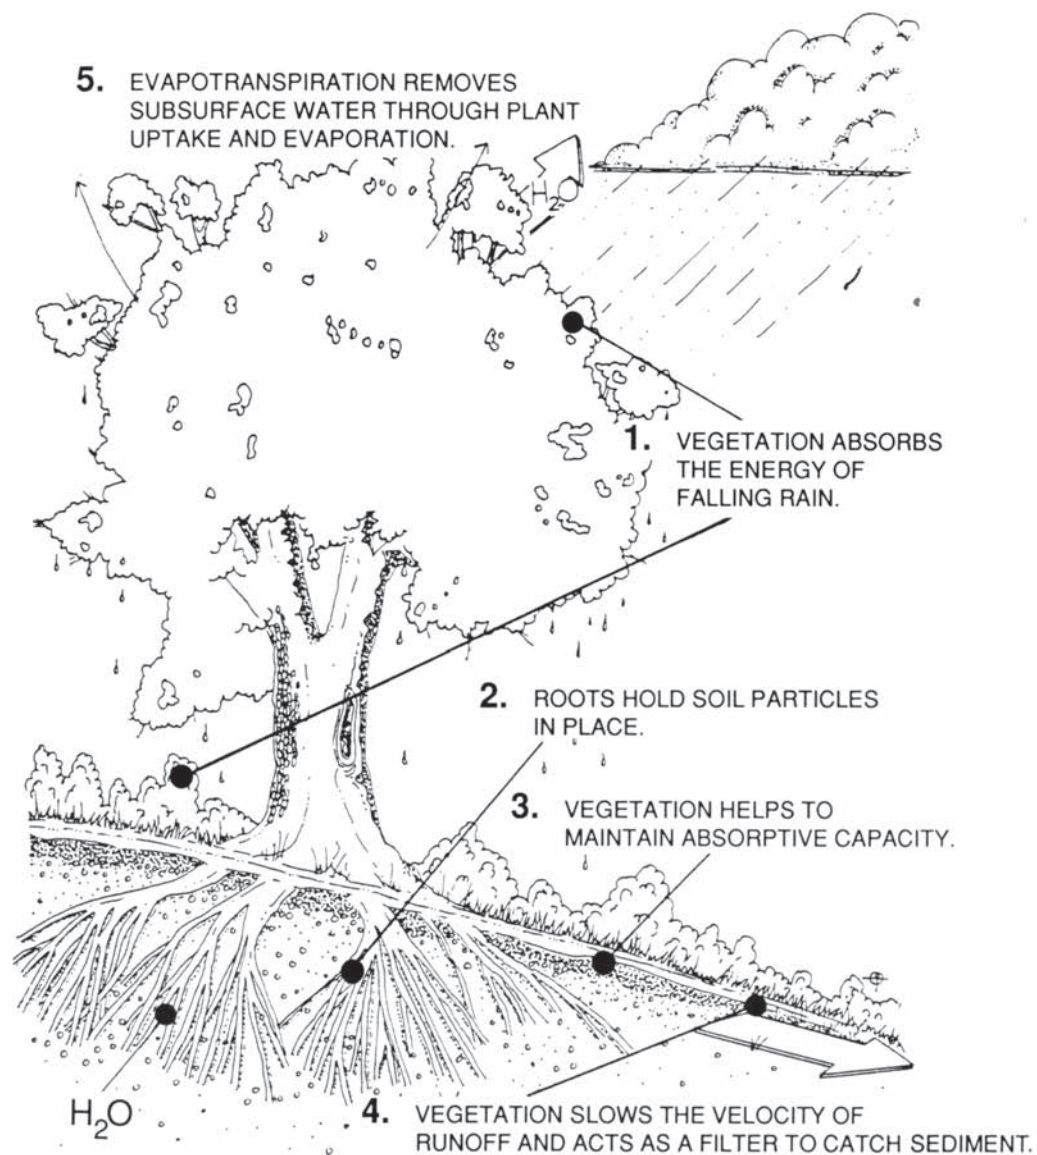 5. EVAPOTRANSPIRATION REMOVES
SUBSURFACE WATER THROUGH PLANT
UPTAKE AND EVAPORATION.
H₂O
1. VEGETATION ABSORBS
THE ENERGY OF
FALLING RAIN.
2. ROOTS HOLD SOIL PARTICLES
IN PLACE.
3. VEGETATION HELPS TO
MAINTAIN ABSORPTIVE CAPACITY.
H₂O
4. VEGETATION SLOWS THE VELOCITY OF
RUNOFF AND ACTS AS A FILTER TO CATCH SEDIMENT.